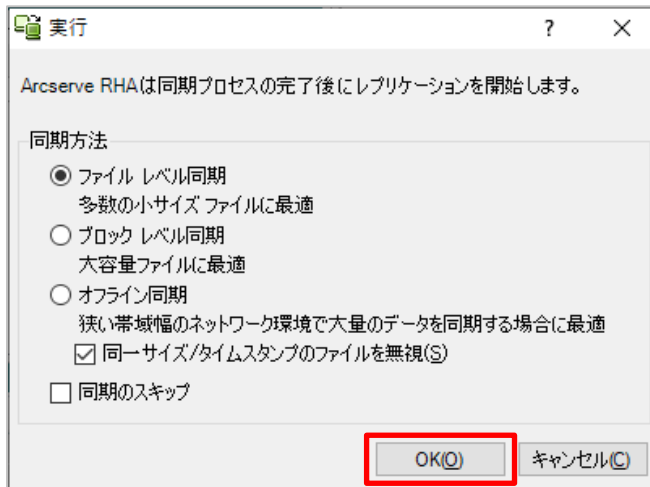 実行
Arcserve RHAは同期プロセスの完了後にレプリケーションを開始します。
同期方法
ファイル レベル同期
多数の小サイズ ファイルに最適
ブロック レベル同期
大容量ファイルに最適
オフライン同期
狭い帯域幅のネットワーク環境で大量のデータを同期する場合に最適
同一サイズ/タイムスタンプのファイルを無視(S)
同期のスキップ
OK(O) キャンセル(C)